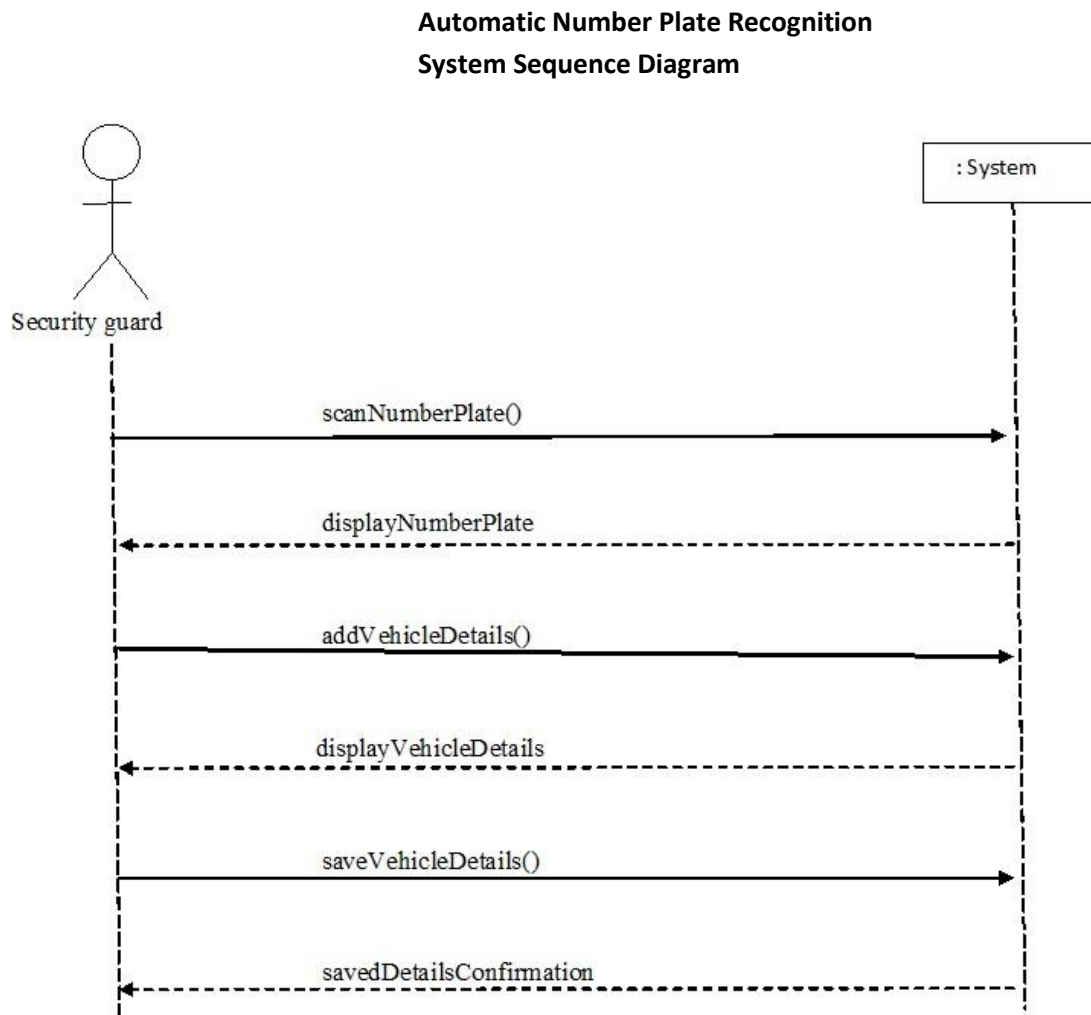 Automatic Number Plate Recognition
System Sequence Diagram
: System
Security guard
scanNumberPlate()
displayNumberPlate
addVehicleDetails()
displayVehicleDetails
saveVehicleDetails()
savedDetailsConfirmation